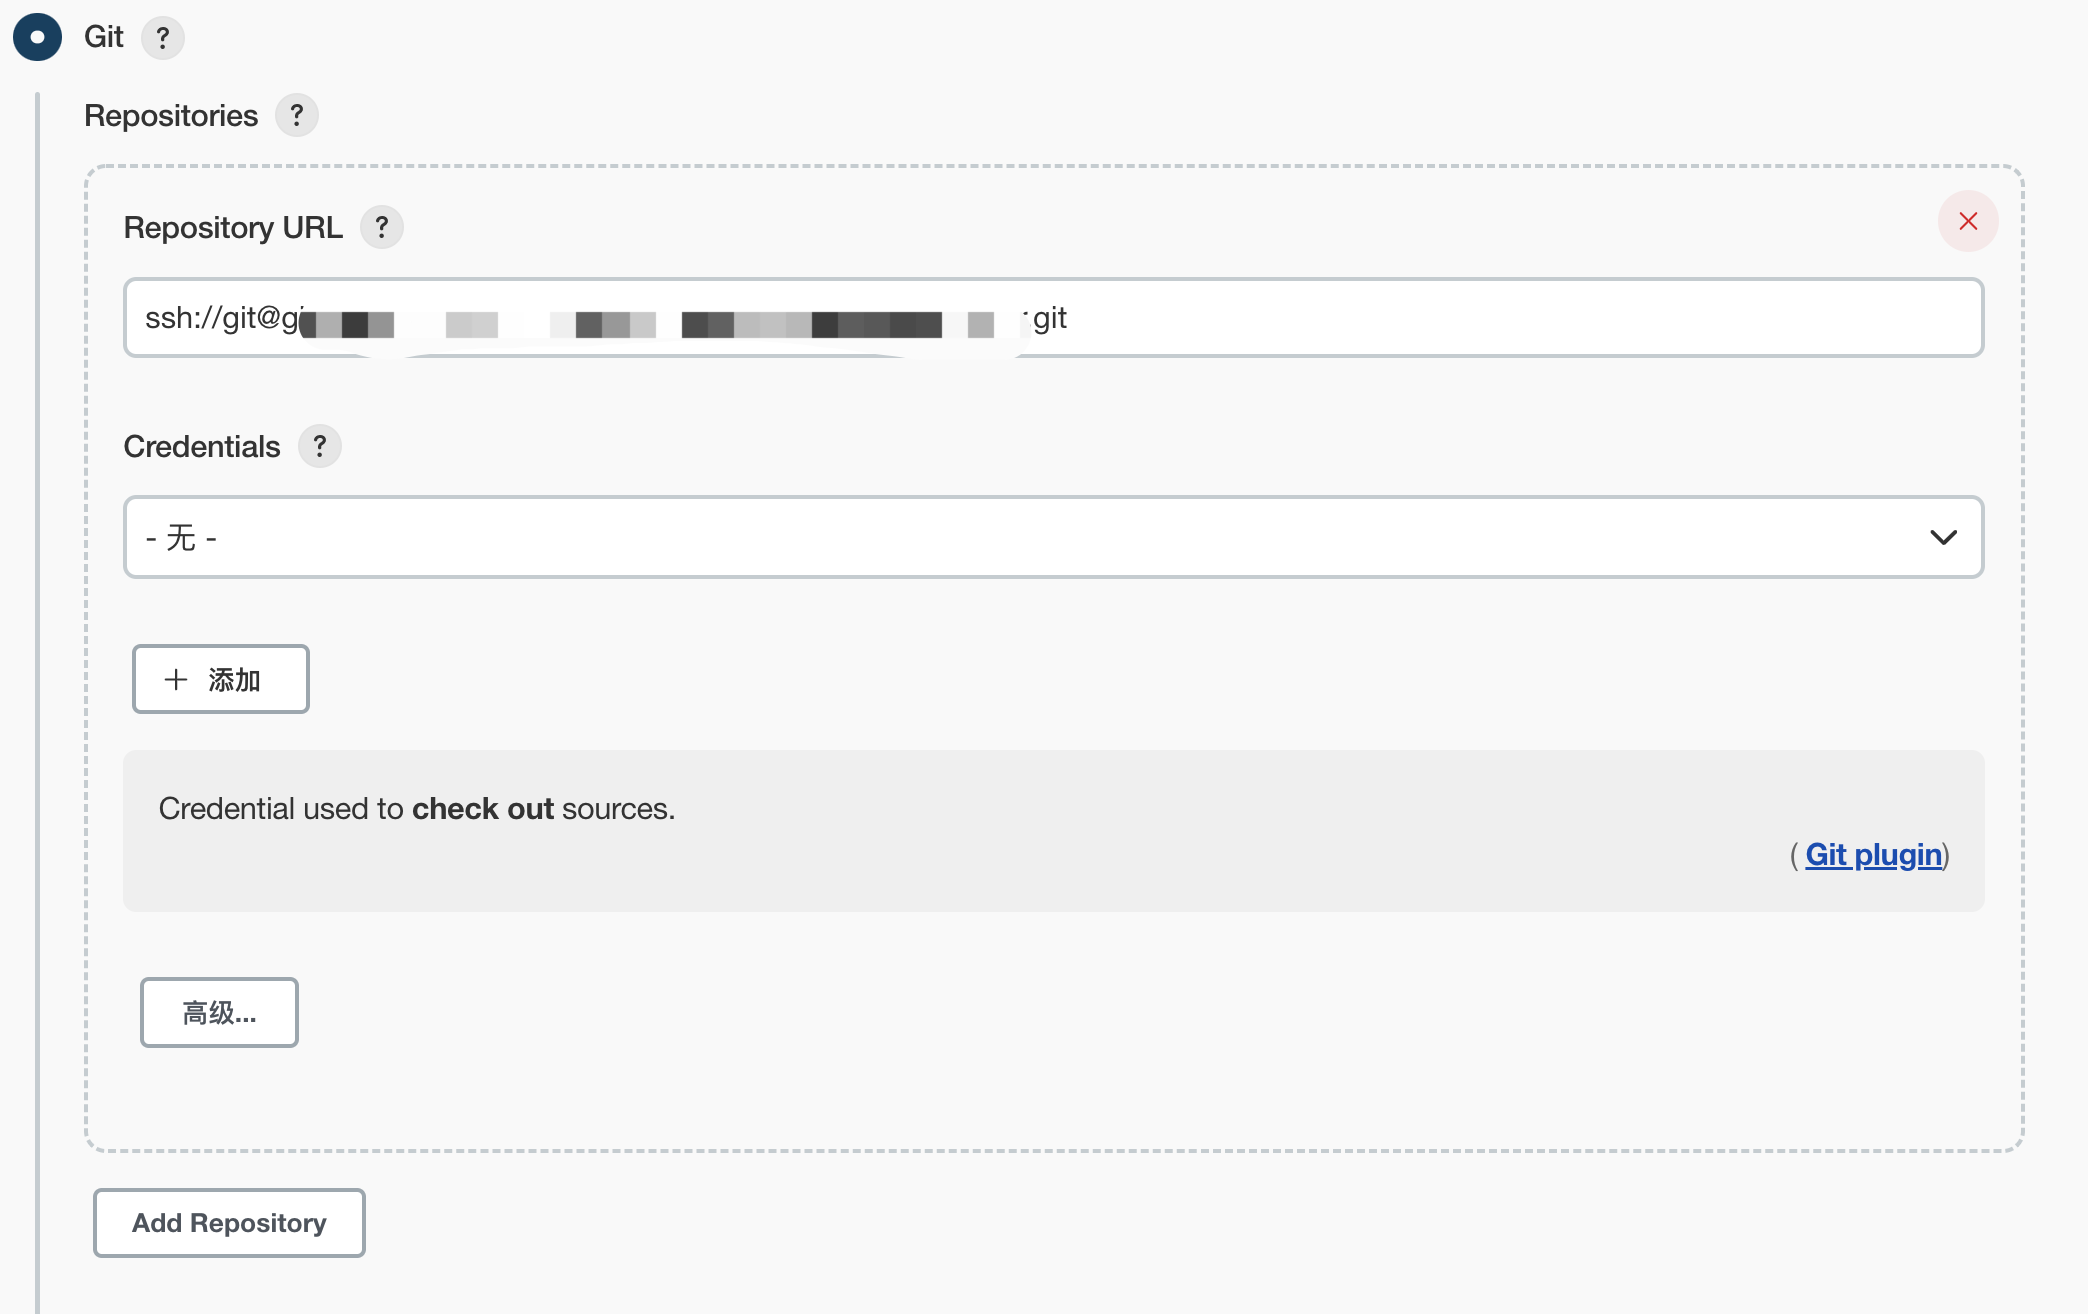 Git ?
Repositories ?
Repository URL ?
ssh://git@gi .git
Credentials ?
- 无 -
+ 添加
Credential used to check out sources.
( Git plugin)
高级...
Add Repository